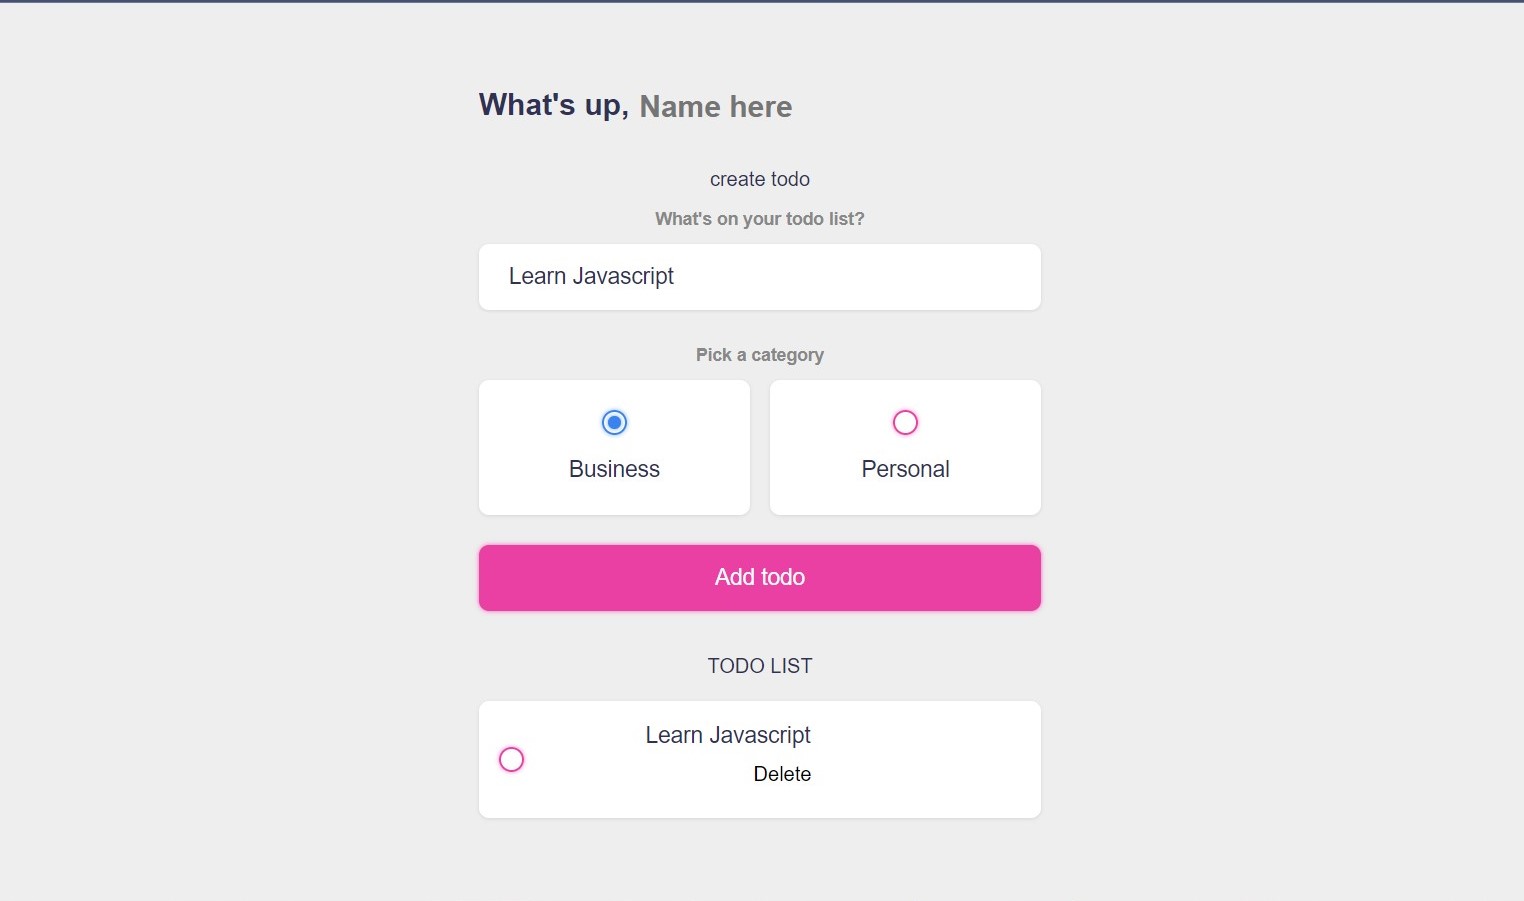 What's up, Name here
create todo
What's on your todo list?
Learn Javascript
Pick a category
Business Personal
Add todo
TODO LIST
Learn Javascript
Delete